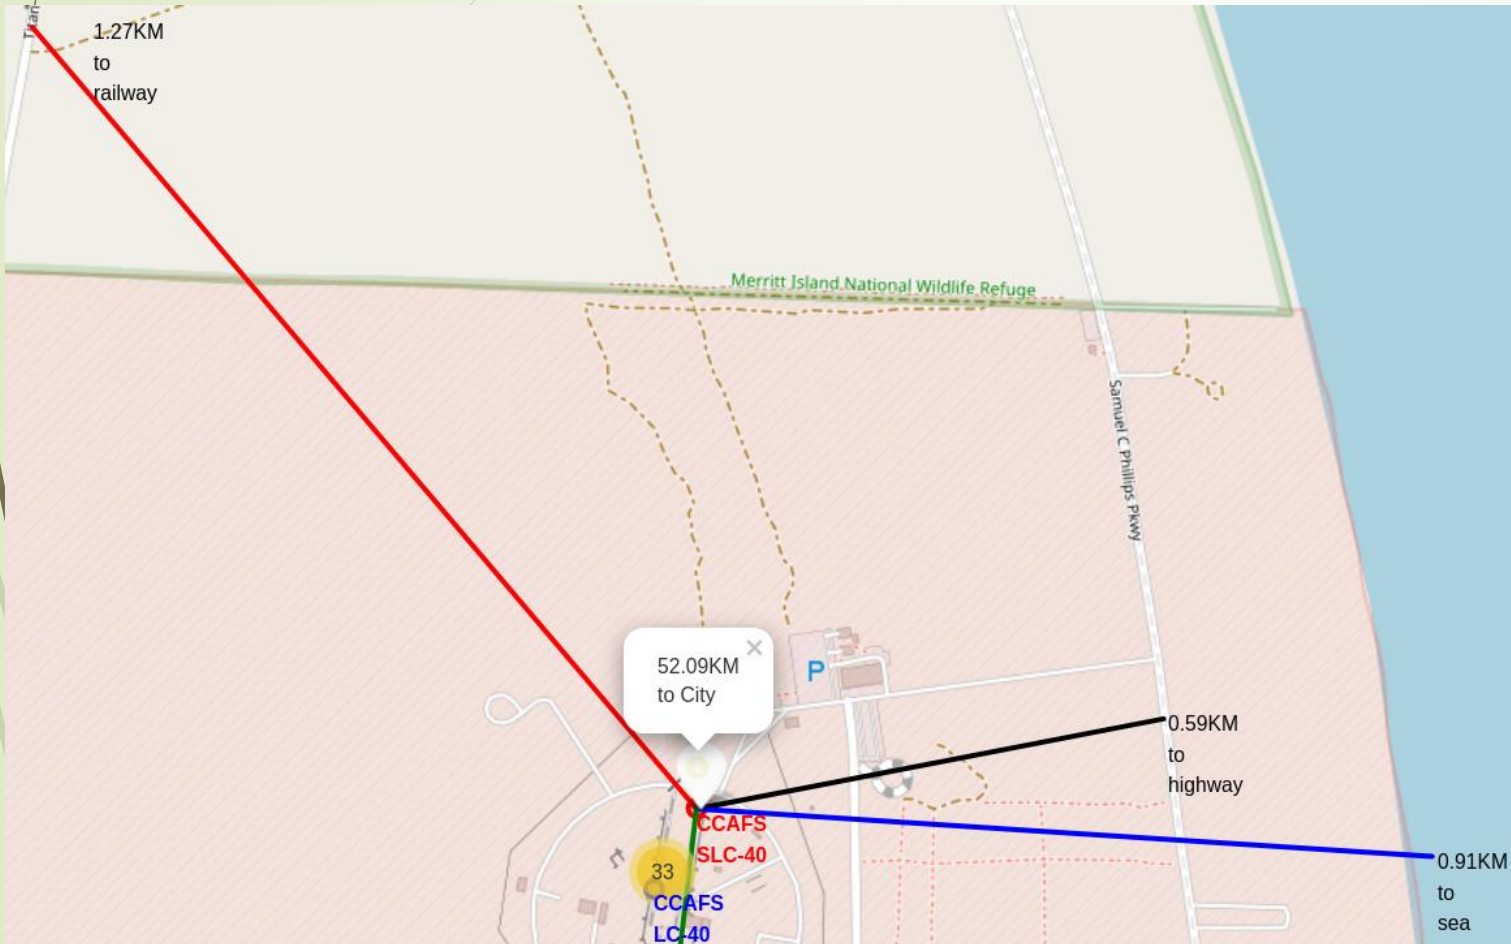 Titan
1.27KM
to
railway
Merritt Island National Wildlife Refuge
Samuel C Phillips Pkwy
52.09KM
to City
×
P
0.59KM
to
highway
CCAFS
SLC-40
33
CCAFS
LC-40
0.91KM
to
sea